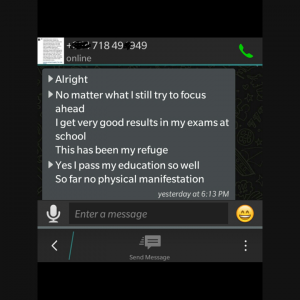 718 49 949
online
Alright
No matter what I still try to focus
ahead
I get very good results in my exams at
school
This has been my refuge
Yes I pass my education so well
So far no physical manifestation
yesterday at 6:13 PM
Enter a message
Send Message